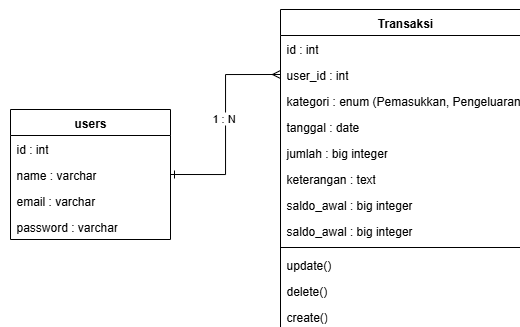 Transaksi
id : int
user_id : int
kategori : enum (Pemasukkan, Pengeluaran
tanggal : date
jumlah : big integer
keterangan : text
saldo_awal : big integer
saldo_awal : big integer
update()
delete()
create()
1 : N
users
id : int
name : varchar
email : varchar
password : varchar